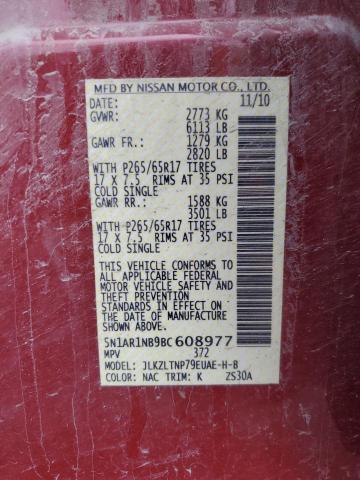 MFD BY NISSAN MOTOR CO., LTD.
DATE: 11/10
GVWR: 2773 KG
6113 LB
GAWR FR.: 1279 KG
2820 LB
WITH P265/65R17 TIRES
17 X 7.5 RIMS AT 35 PSI
COLD SINGLE
GAWR RR.: 1588 KG
3501 LB
WITH P265/65R17 TIRES
17 X 7.5 RIMS AT 35 PSI
COLD SINGLE
THIS VEHICLE CONFORMS TO
ALL APPLICABLE FEDERAL
MOTOR VEHICLE SAFETY
AND THEFT PREVENTION
STANDARDS IN EFFECT ON
THE DATE OF MANUFACTURE
SHOWN ABOVE.
5N1AR1NB9BC608977
MPV 372
MODEL: JLKZLTNP79EUAE-H-B
COLOR: NAC TRIM: K ZS30A